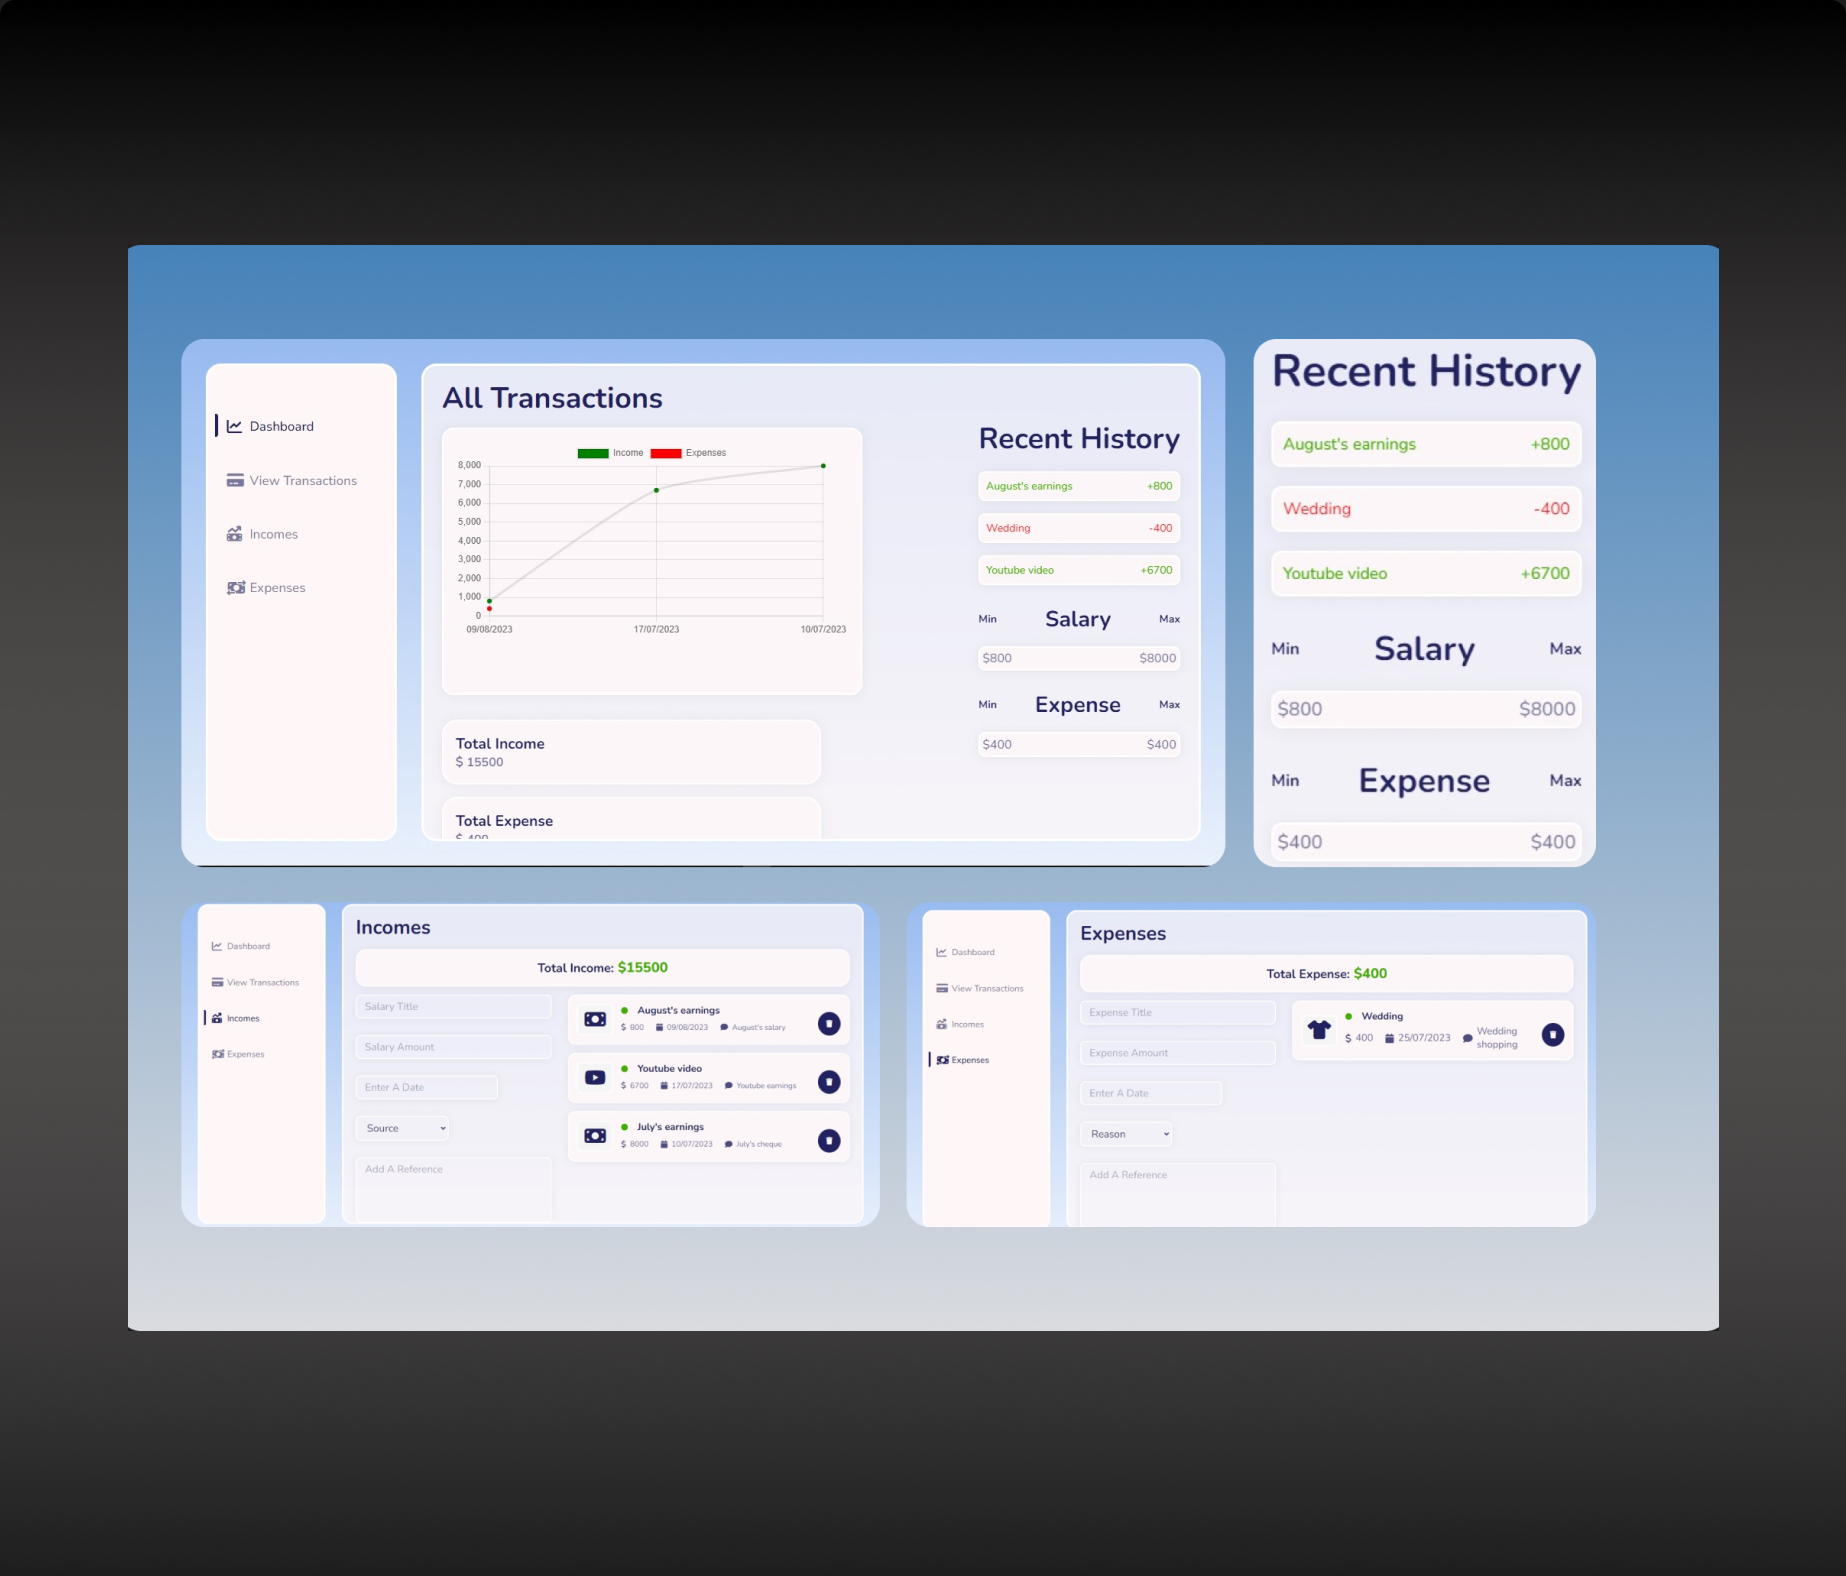 Dashboard
View Transactions
Incomes
Expenses
All Transactions
Income Expenses
8,000
7,000
6,000
5,000
4,000
3,000
2,000
1,000
0
09/08/2023 17/07/2023 10/07/2023
Total Income
$ 15500
Total Expense
$ 400
Recent History
August's earnings +800
Wedding -400
Youtube video +6700
Min Salary Max
$800 $8000
Min Expense Max
$400 $400
Recent History
August's earnings +800
Wedding -400
Youtube video +6700
Min Salary Max
$800 $8000
Min Expense Max
$400 $400
Dashboard
View Transactions
Incomes
Expenses
Incomes
Total Income: $15500
Salary Title
Salary Amount
Enter A Date
Source
Add A Reference
August's earnings
$ 800 09/08/2023 August's salary
Youtube video
$ 6700 17/07/2023 Youtube earnings
July's earnings
$ 8000 10/07/2023 July's cheque
Dashboard
View Transactions
Incomes
Expenses
Expenses
Total Expense: $400
Expense Title
Expense Amount
Enter A Date
Reason
Add A Reference
Wedding
$ 400 25/07/2023 Wedding
shopping